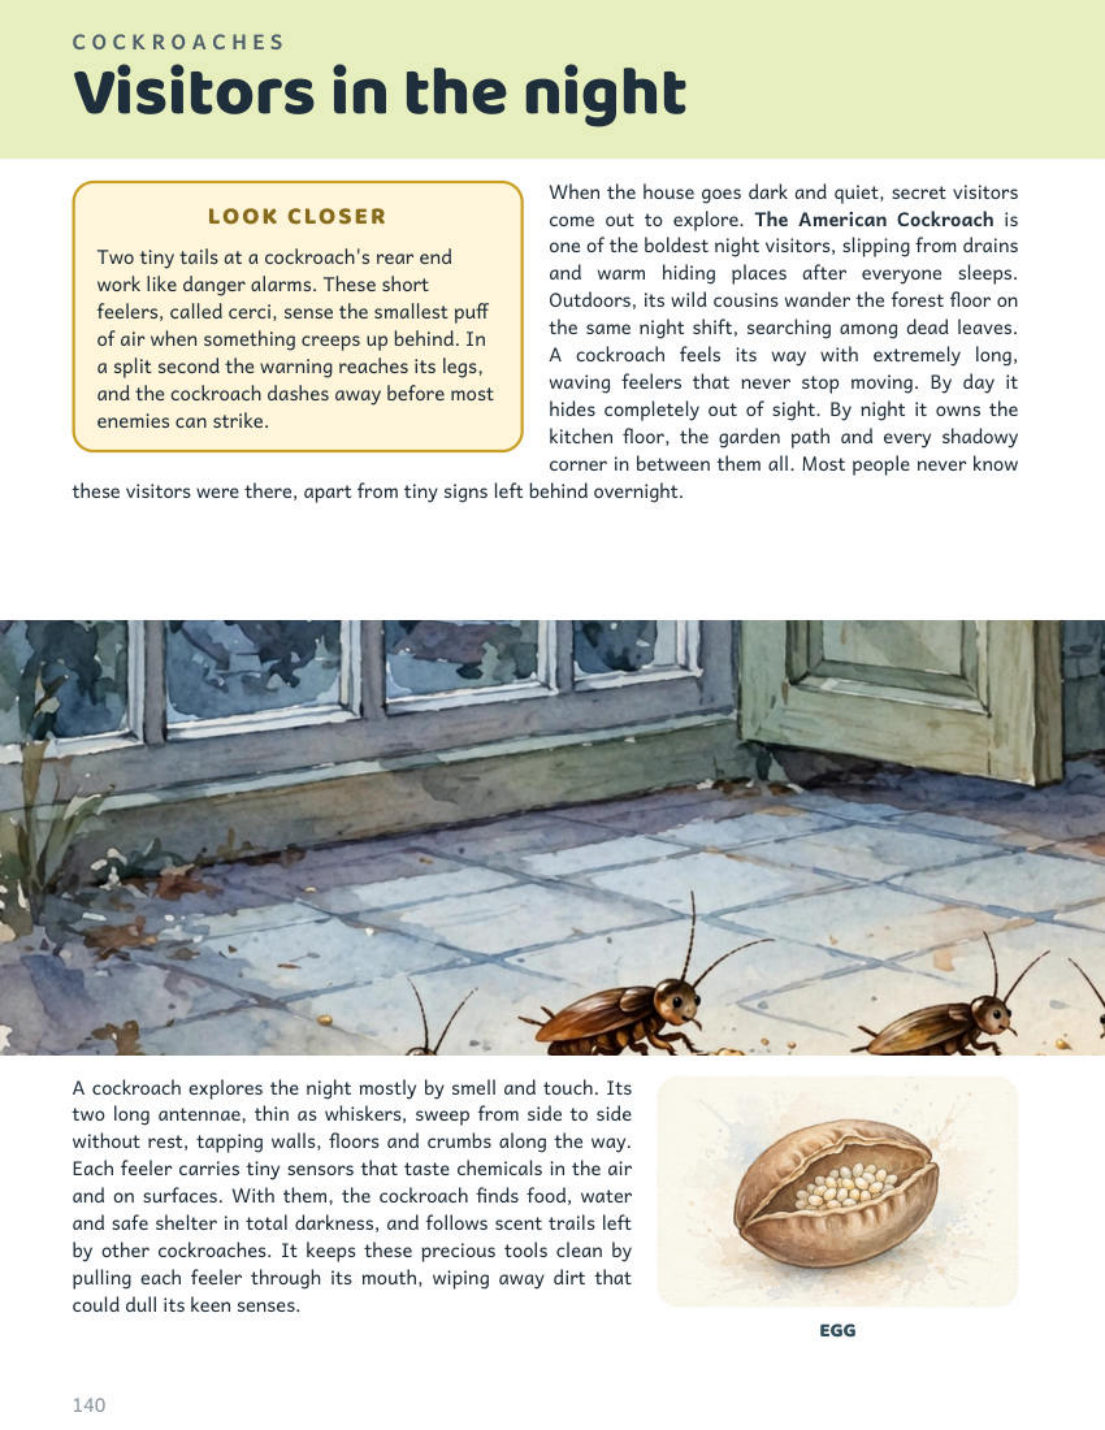 COCKROACHES
Visitors in the night
LOOK CLOSER
Two tiny tails at a cockroach's rear end
work like danger alarms. These short
feelers, called cerci, sense the smallest puff
of air when something creeps up behind. In
a split second the warning reaches its legs,
and the cockroach dashes away before most
enemies can strike.
When the house goes dark and quiet, secret visitors
come out to explore. The American Cockroach is
one of the boldest night visitors, slipping from drains
and warm hiding places after everyone sleeps.
Outdoors, its wild cousins wander the forest floor on
the same night shift, searching among dead leaves.
A cockroach feels its way with extremely long,
waving feelers that never stop moving. By day it
hides completely out of sight. By night it owns the
kitchen floor, the garden path and every shadowy
corner in between them all. Most people never know
these visitors were there, apart from tiny signs left behind overnight.
A cockroach explores the night mostly by smell and touch. Its
two long antennae, thin as whiskers, sweep from side to side
without rest, tapping walls, floors and crumbs along the way.
Each feeler carries tiny sensors that taste chemicals in the air
and on surfaces. With them, the cockroach finds food, water
and safe shelter in total darkness, and follows scent trails left
by other cockroaches. It keeps these precious tools clean by
pulling each feeler through its mouth, wiping away dirt that
could dull its keen senses.
EGG
140